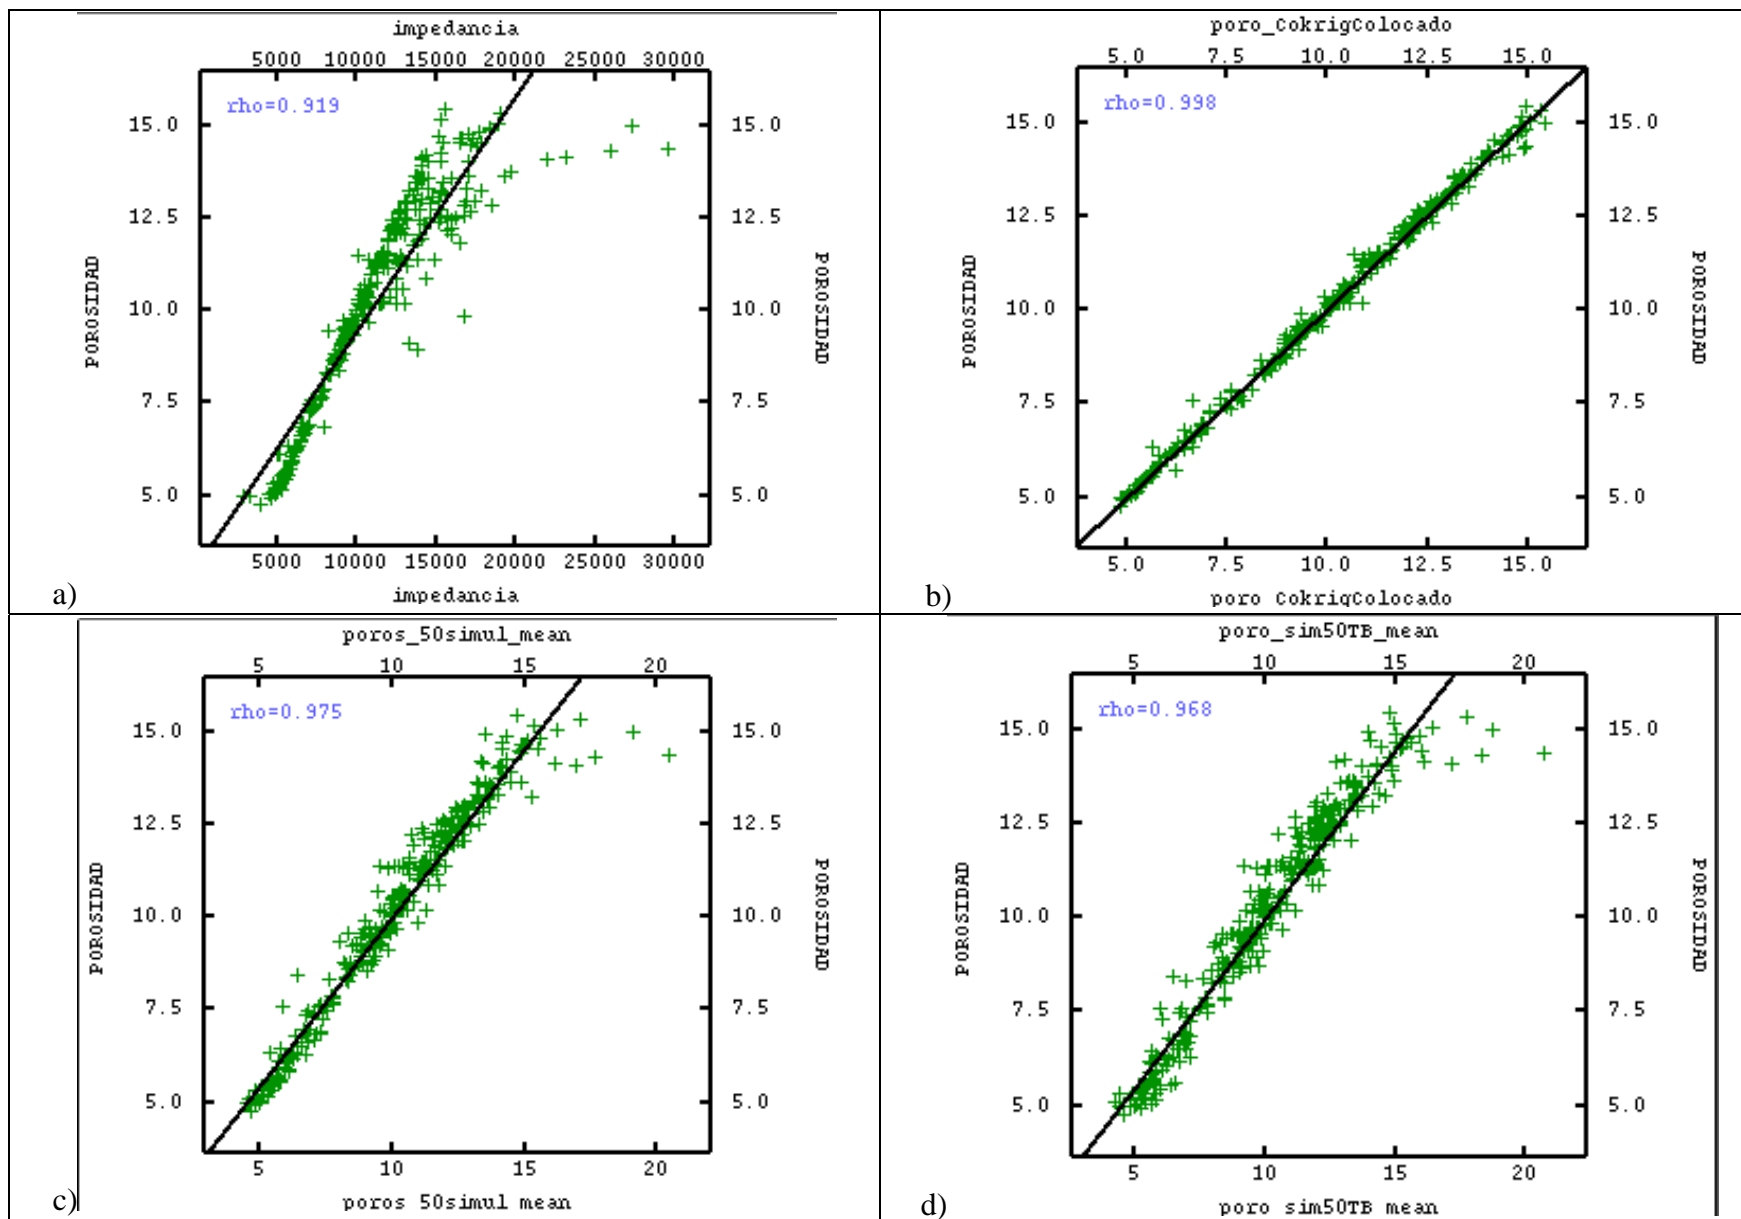 impedancia
5000 10000 15000 20000 25000 30000
rho=0.919
15.0 15.0
12.5 12.5
10.0 10.0
7.5 7.5
5.0 5.0
POROSIDAD
POROSIDAD
5000 10000 15000 20000 25000 30000
impedancia
a)
poro_CokrigColocado
5.0 7.5 10.0 12.5 15.0
rho=0.998
15.0 15.0
12.5 12.5
10.0 10.0
7.5 7.5
5.0 5.0
POROSIDAD
POROSIDAD
5.0 7.5 10.0 12.5 15.0
poro CokrigColocado
b)
poros_50simul_mean
5 10 15 20
rho=0.975
15.0 15.0
12.5 12.5
10.0 10.0
7.5 7.5
5.0 5.0
POROSIDAD
POROSIDAD
5 10 15 20
poros 50simul mean
c)
poro_sim50TB_mean
5 10 15 20
rho=0.968
15.0 15.0
12.5 12.5
10.0 10.0
7.5 7.5
5.0 5.0
POROSIDAD
POROSIDAD
5 10 15 20
poro sim50TB mean
d)